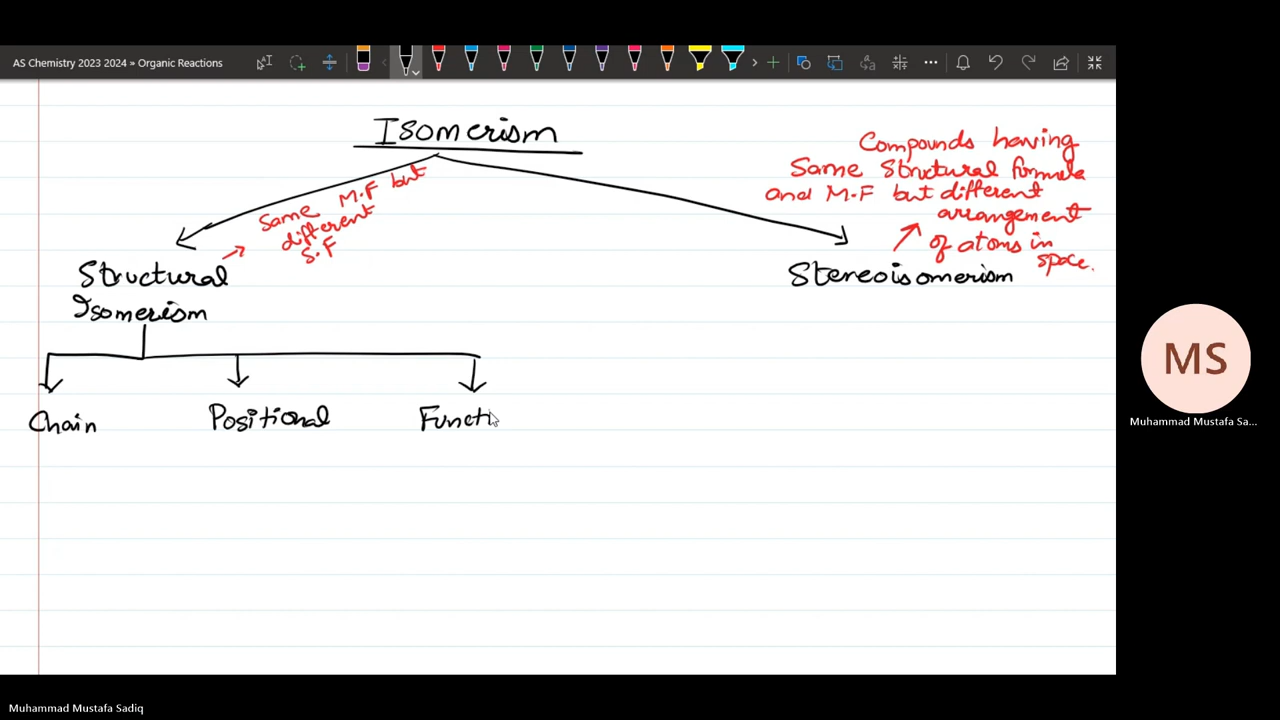 AS Chemistry 2023 2024 » Organic Reactions
Isomerism
Same M.F but
different
S.F
Compounds having
Same Structural formula
and M.F but different
arrangement
of atoms in
space.
Structural
Isomerism
Stereoisomerism
Chain
Positional
Functi
MS
Muhammad Mustafa Sa...
Muhammad Mustafa Sadiq